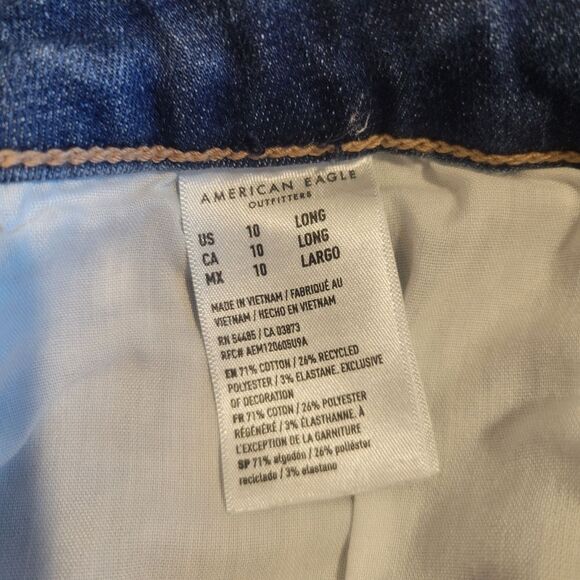 AMERICAN EAGLE
OUTFITTERS
US 10 LONG
CA 10 LONG
MX 10 LARGO
MADE IN VIETNAM / FABRIQUÉ AU
VIETNAM / HECHO EN VIETNAM
RN 54485 / CA 03873
RFC# AEM120605U9A
EN 71% COTTON / 26% RECYCLED
POLYESTER / 3% ELASTANE. EXCLUSIVE
OF DECORATION
FR 71% COTON / 26% POLYESTER
RÉGÉNÉRÉ / 3% ÉLASTHANNE. À
L'EXCEPTION DE LA GARNITURE
SP 71% algodón / 26% poliéster
reciclado / 3% elastano